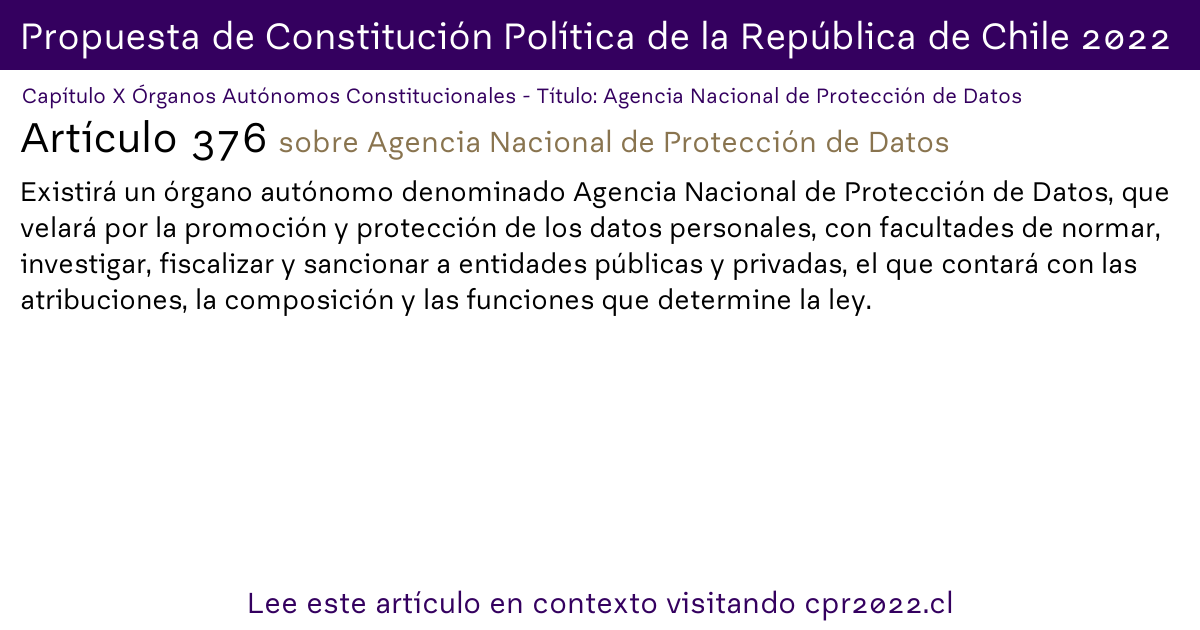 Propuesta de Constitución Política de la República de Chile 2022
Capítulo X Órganos Autónomos Constitucionales - Título: Agencia Nacional de Protección de Datos
Artículo 376 sobre Agencia Nacional de Protección de Datos
Existirá un órgano autónomo denominado Agencia Nacional de Protección de Datos, que
velará por la promoción y protección de los datos personales, con facultades de normar,
investigar, fiscalizar y sancionar a entidades públicas y privadas, el que contará con las
atribuciones, la composición y las funciones que determine la ley.
Lee este artículo en contexto visitando cpr2022.cl